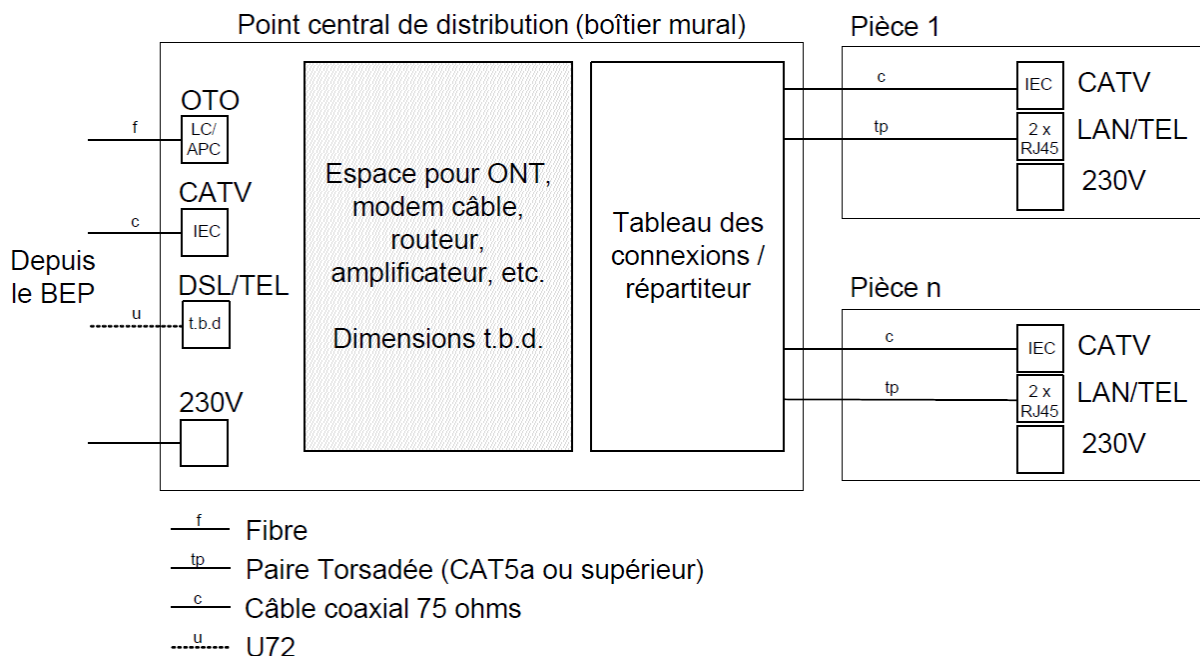 Point central de distribution (boîtier mural)
Pièce 1
OTO
f
LC/
APC
CATV
c
IEC
Depuis
le BEP
DSL/TEL
u
t.b.d
230V
Espace pour ONT,
modem câble,
routeur,
amplificateur, etc.
Dimensions t.b.d.
Tableau des
connexions /
répartiteur
c
IEC
CATV
tp
2 x
RJ45
LAN/TEL
230V
Pièce n
c
IEC
CATV
tp
2 x
RJ45
LAN/TEL
230V
f
Fibre
tp
Paire Torsadée (CAT5a ou supérieur)
c
Câble coaxial 75 ohms
u
U72